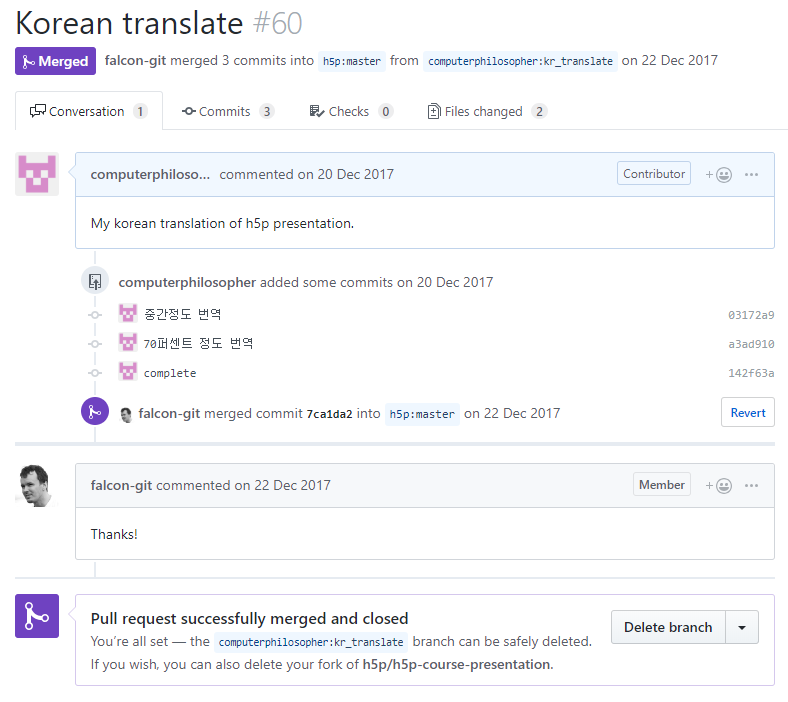 Korean translate #60
Merged falcon-git merged 3 commits into h5p:master from computerphilosopher:kr_translate on 22 Dec 2017
Conversation 1 Commits 3 Checks 0 Files changed 2
computerphiloso... commented on 20 Dec 2017 Contributor
My korean translation of h5p presentation.
computerphilosopher added some commits on 20 Dec 2017
중간정도 번역 03172a9
70퍼센트 정도 번역 a3ad910
complete 142f63a
falcon-git merged commit 7ca1da2 into h5p:master on 22 Dec 2017 Revert
falcon-git commented on 22 Dec 2017 Member
Thanks!
Pull request successfully merged and closed
You're all set — the computerphilosopher:kr_translate branch can be safely deleted. Delete branch
If you wish, you can also delete your fork of h5p/h5p-course-presentation.